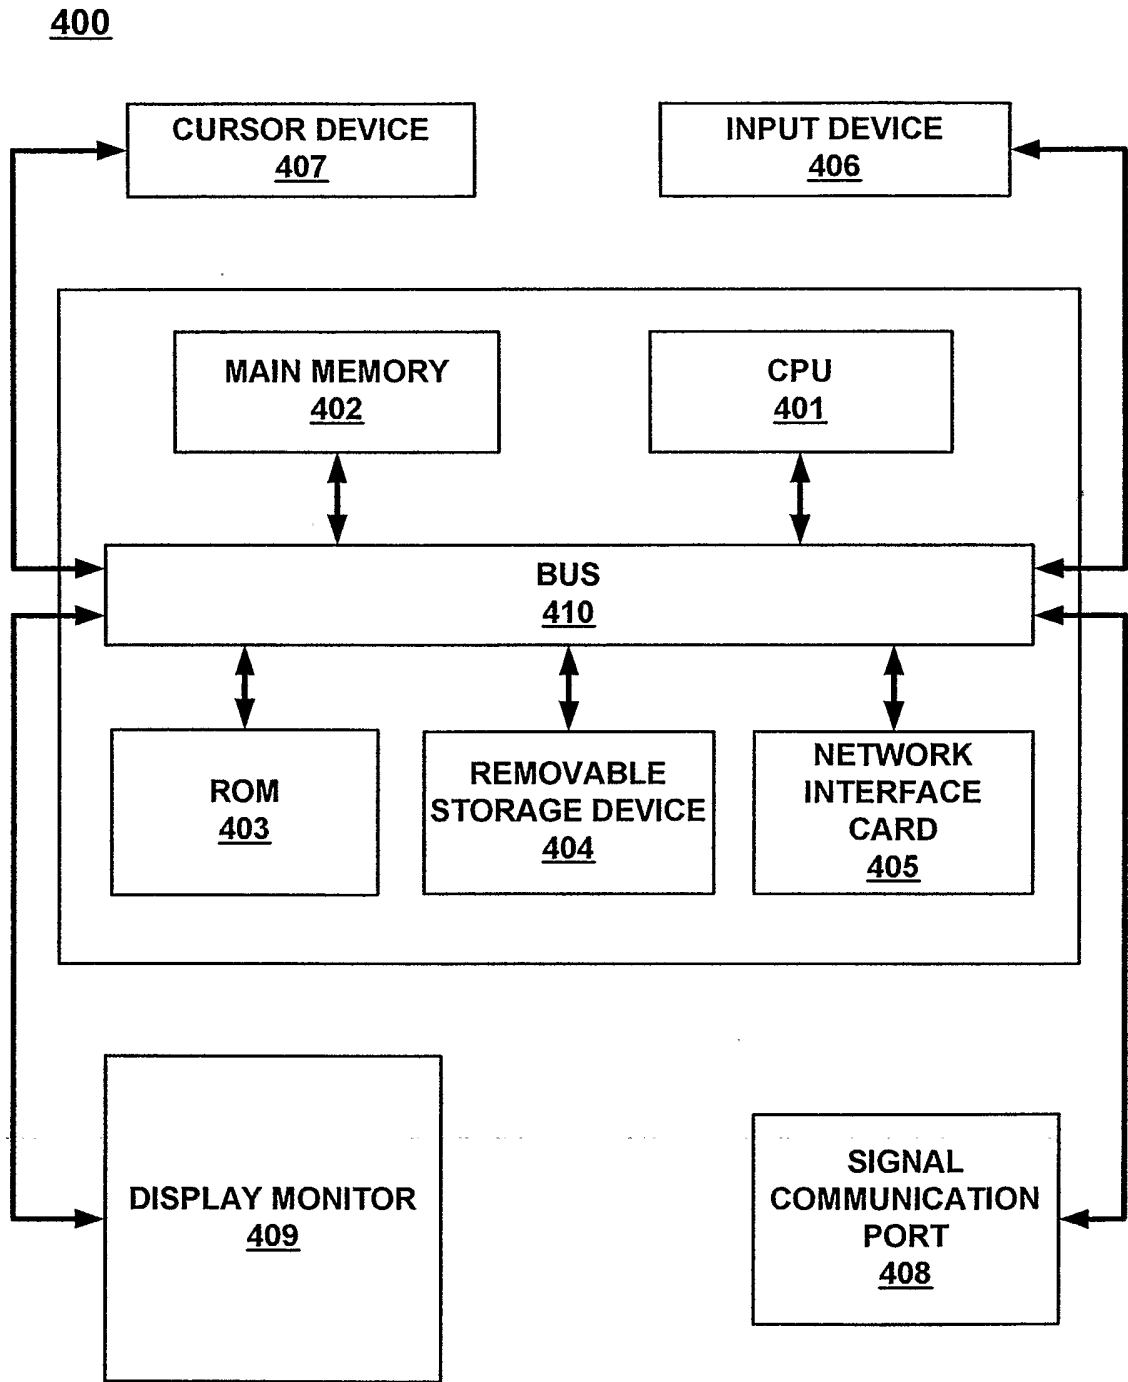 400
CURSOR DEVICE
407
INPUT DEVICE
406
MAIN MEMORY
402
CPU
401
BUS
410
ROM
403
REMOVABLE
STORAGE DEVICE
404
NETWORK
INTERFACE
CARD
405
DISPLAY MONITOR
409
SIGNAL
COMMUNICATION
PORT
408